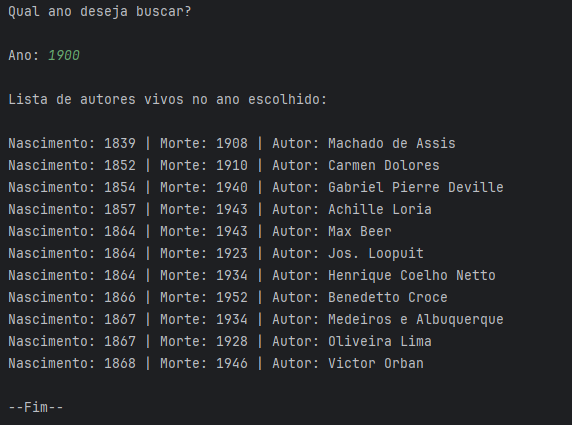 Qual ano deseja buscar?
Ano: 1900
Lista de autores vivos no ano escolhido:
Nascimento: 1839 | Morte: 1908 | Autor: Machado de Assis
Nascimento: 1852 | Morte: 1910 | Autor: Carmen Dolores
Nascimento: 1854 | Morte: 1940 | Autor: Gabriel Pierre Deville
Nascimento: 1857 | Morte: 1943 | Autor: Achille Loria
Nascimento: 1864 | Morte: 1943 | Autor: Max Beer
Nascimento: 1864 | Morte: 1923 | Autor: Jos. Loopuit
Nascimento: 1864 | Morte: 1934 | Autor: Henrique Coelho Netto
Nascimento: 1866 | Morte: 1952 | Autor: Benedetto Croce
Nascimento: 1867 | Morte: 1934 | Autor: Medeiros e Albuquerque
Nascimento: 1867 | Morte: 1928 | Autor: Oliveira Lima
Nascimento: 1868 | Morte: 1946 | Autor: Victor Orban
--Fim--